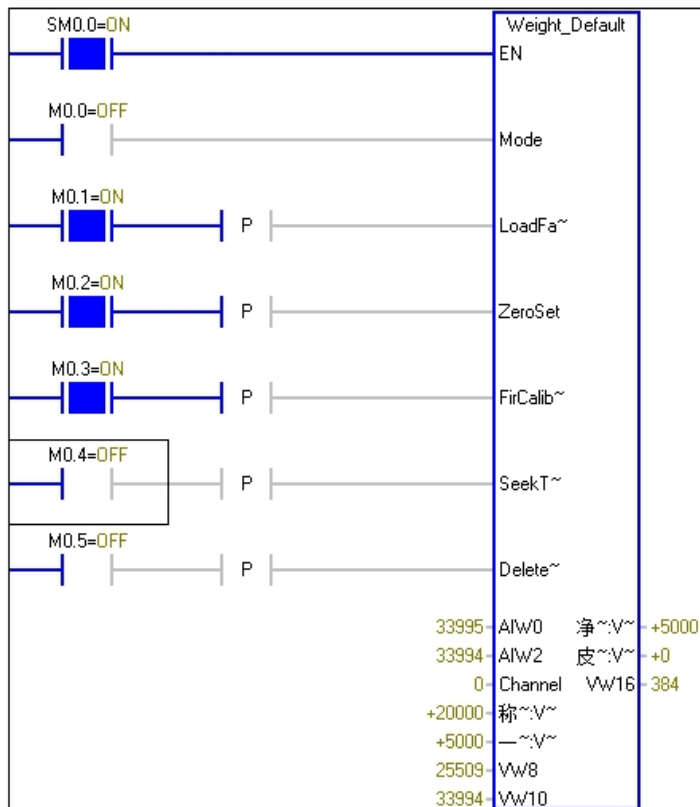 SM0.0=ON
Weight_Default
EN
M0.0=OFF
Mode
M0.1=ON
P
LoadFa~
M0.2=ON
P
ZeroSet
M0.3=ON
P
FirCalib~
M0.4=OFF
P
SeekT~
M0.5=OFF
P
Delete~
33995 AIW0 净~:V~ +5000
33994 AIW2 皮~:V~ +0
0 Channel VW16 384
+20000 称~:V~
+5000 一~:V~
25509 VW8
33994 VW10